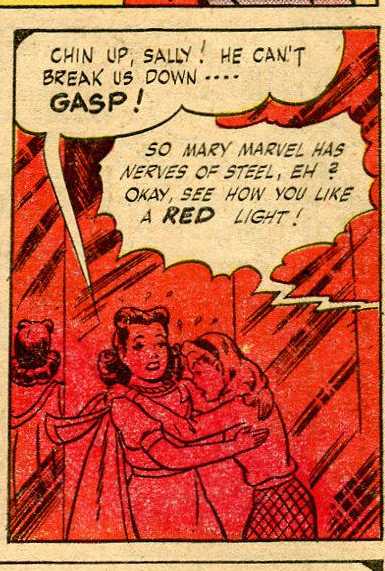 CHIN UP, SALLY! HE CAN'T
BREAK US DOWN ....
GASP!
SO MARY MARVEL HAS
NERVES OF STEEL, EH?
OKAY, SEE HOW YOU LIKE
A RED LIGHT!